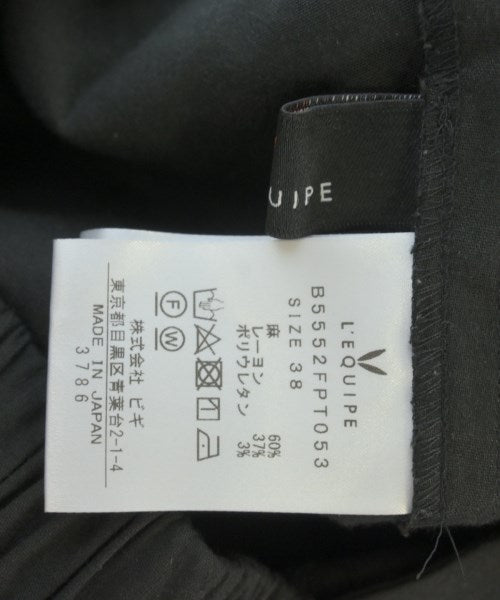 UIPE
L'EQUIPE
B5552FPT053
SIZE 38
麻 60%
レーヨン 37%
ポリウレタン 3%
F W
株式会社 ビギ
東京都目黒区青葉台2-1-4
MADE IN JAPAN
3786